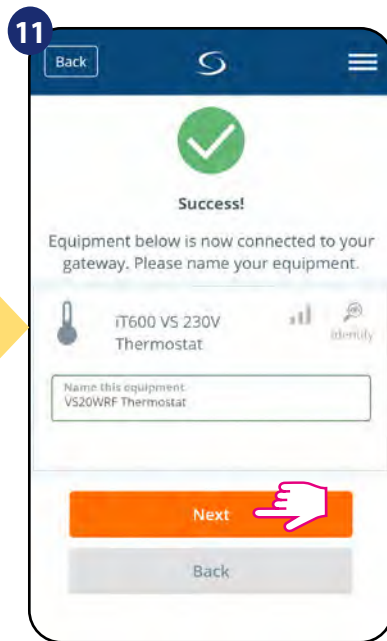 11
Back
Success!
Equipment below is now connected to your
gateway. Please name your equipment.
iT600 VS 230V
Thermostat
Identify
Name this equipment
VS20WRF Thermostat
Next
Back